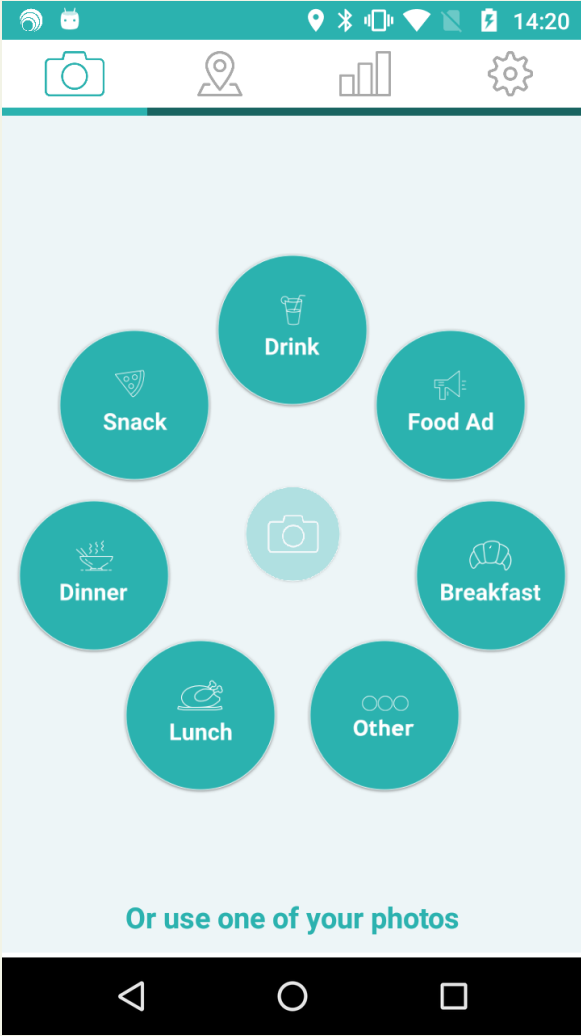 14:20
Drink
Snack
Food Ad
Dinner
Breakfast
Lunch
Other
Or use one of your photos